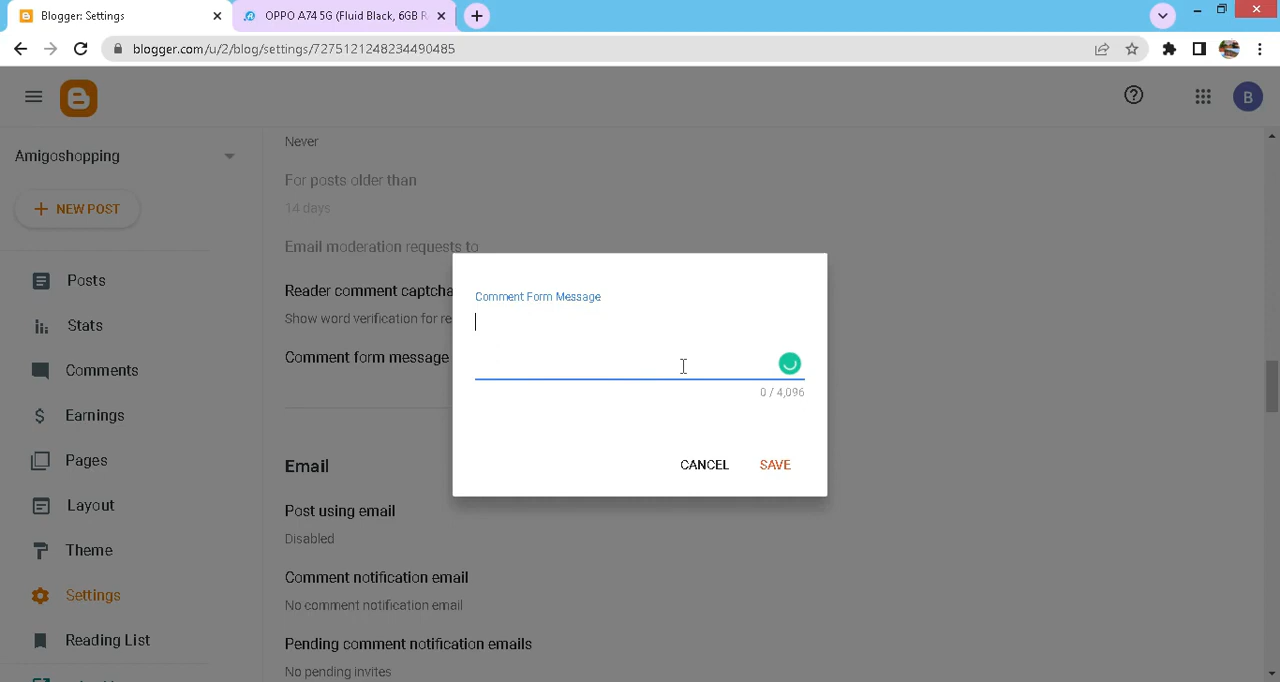 Blogger: Settings
OPPO A74 5G (Fluid Black, 6GB R
blogger.com/u/2/blog/settings/7275121248234490485
B
Amigoshopping
NEW POST
Posts
Stats
Comments
Earnings
Pages
Layout
Theme
Settings
Reading List
Never
For posts older than
14 days
Email moderation requests to
Reader comment captcha
Show word verification for re
Comment form message
Email
Post using email
Disabled
Comment notification email
No comment notification email
Pending comment notification emails
No pending invites
Comment Form Message
0 / 4,096
CANCEL
SAVE